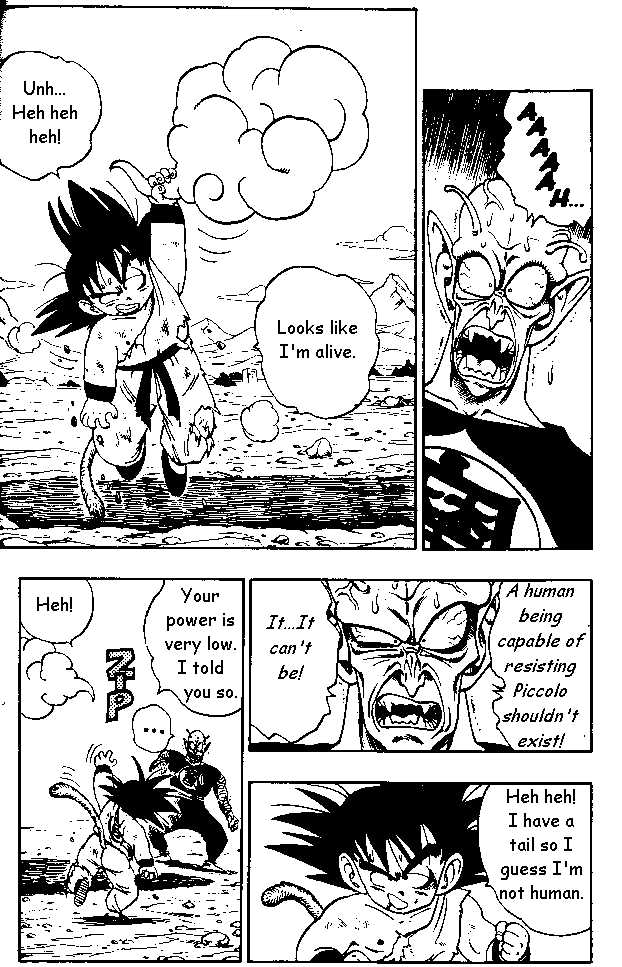 AAAAAH...
Looks like
I'm alive.
Unh...
Heh heh
heh!
A human
being
capable of
resisting
Piccolo
shouldn't
exist!
It...It
can't
be!
Heh heh!
I have a
tail so I
guess I'm
not human.
Your
power is
very low.
I told
you so.
...
ZIP
Heh!